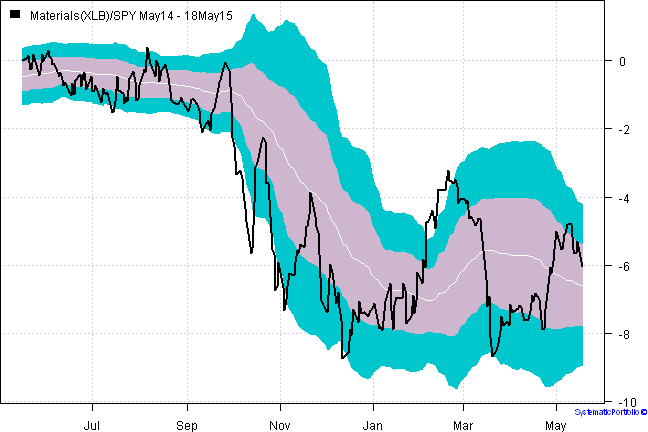 Materials(XLB)/SPY May14 - 18May15
0
-2
-4
-6
-8
-10
SystematicPortfolio ©
Jul
Sep
Nov
Jan
Mar
May